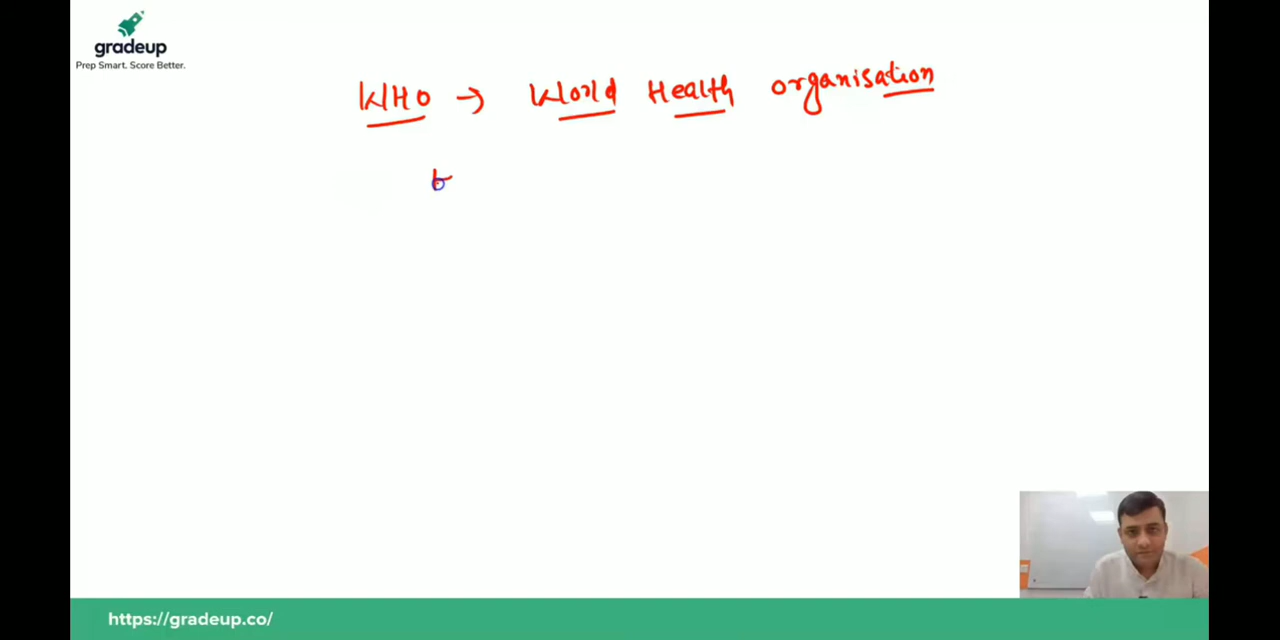 gradeup
Prep Smart. Score Better.
WHO → World Health organisation
https://gradeup.co/